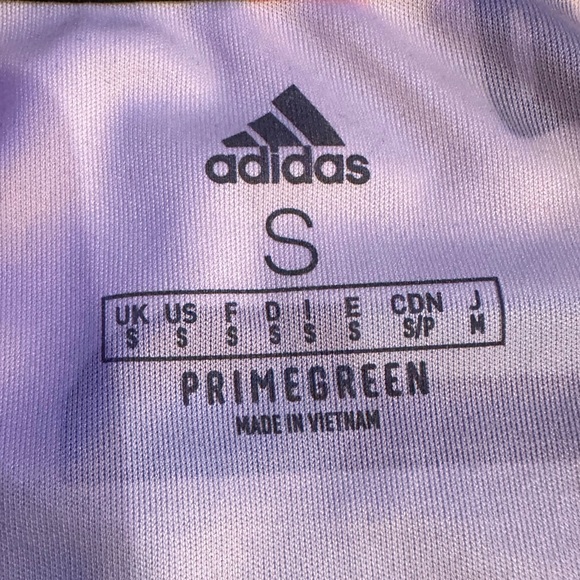 adidas
S
UK US F D I E CDN J
S S S S S S S/P M
PRIMEGREEN
MADE IN VIETNAM